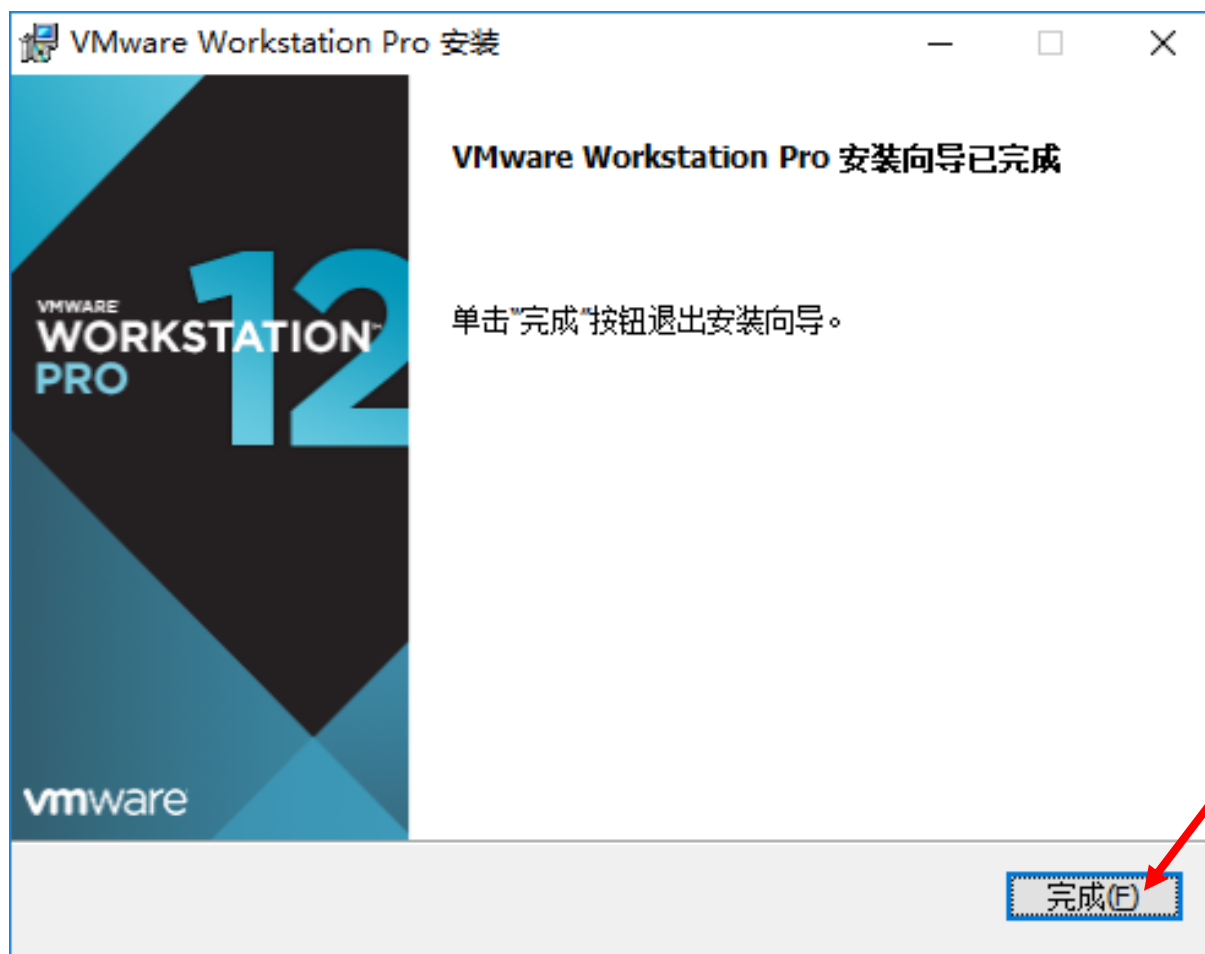 VMware Workstation Pro 安装
VMware Workstation Pro 安装向导已完成
单击"完成"按钮退出安装向导。
VMWARE
WORKSTATION™
PRO
12
vmware
完成(F)